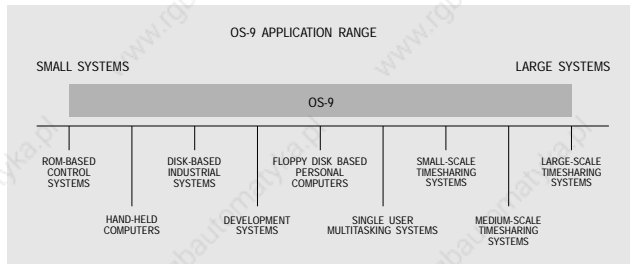 OS-9 APPLICATION RANGE
SMALL SYSTEMS
LARGE SYSTEMS
OS-9
ROM-BASED
CONTROL
SYSTEMS
DISK-BASED
INDUSTRIAL
SYSTEMS
FLOPPY DISK BASED
PERSONAL
COMPUTERS
SMALL-SCALE
TIMESHARING
SYSTEMS
LARGE-SCALE
TIMESHARING
SYSTEMS
HAND-HELD
COMPUTERS
DEVELOPMENT
SYSTEMS
SINGLE USER
MULTITASKING SYSTEMS
MEDIUM-SCALE
TIMESHARING
SYSTEMS